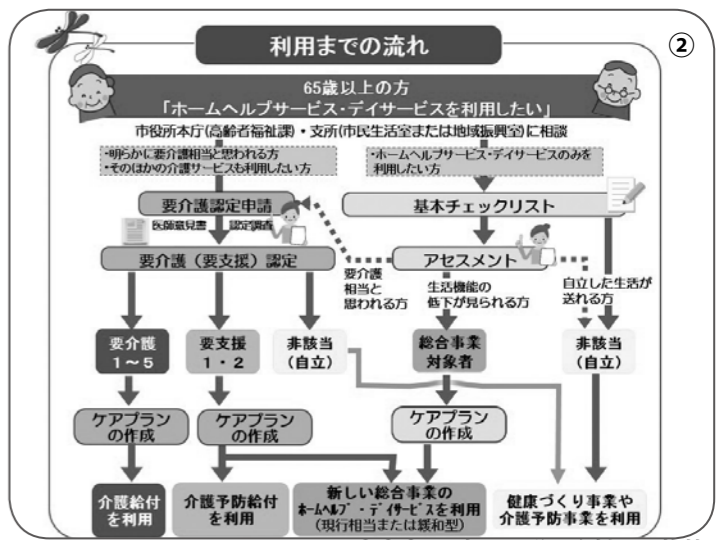 利用までの流れ
②
65歳以上の方
「ホームヘルプサービス・デイサービスを利用したい」
市役所本庁(高齢者福祉課)・支所(市民生活室または地域振興室)に相談
・明らかに要介護相当と思われる方
・そのほかの介護サービスも利用したい方
・ホームヘルプサービス・デイサービスのみを
利用したい方
要介護認定申請
基本チェックリスト
医師意見書 認定調査
要介護(要支援)認定
アセスメント
要介護
相当と
思われる方
生活機能の
低下が見られる方
自立した生活が
送れる方
要介護
1〜5
要支援
1・2
非該当
(自立)
総合事業
対象者
非該当
(自立)
ケアプラン
の作成
ケアプラン
の作成
ケアプラン
の作成
介護給付
を利用
介護予防給付
を利用
新しい総合事業の
ホームヘルプ・デイサービスを利用
(現行相当または緩和型)
健康づくり事業や
介護予防事業を利用